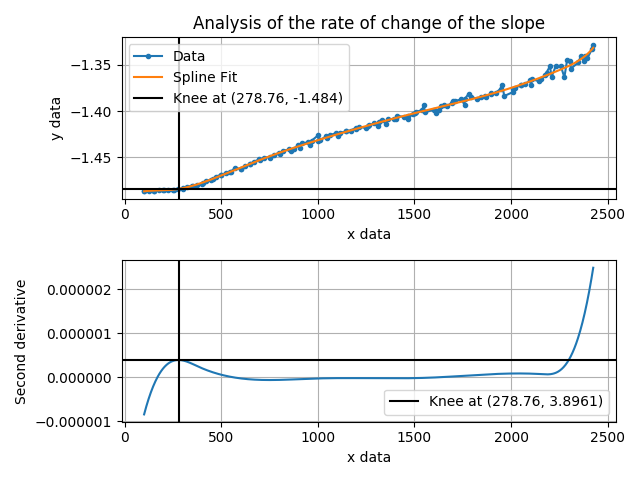 Analysis of the rate of change of the slope
Data
Spline Fit
Knee at (278.76, -1.484)
−1.35
−1.40
−1.45
y data
0
500
1000
1500
2000
2500
x data
0.000002
0.000001
0.000000
−0.000001
Second derivative
Knee at (278.76, 3.8961)
0
500
1000
1500
2000
2500
x data